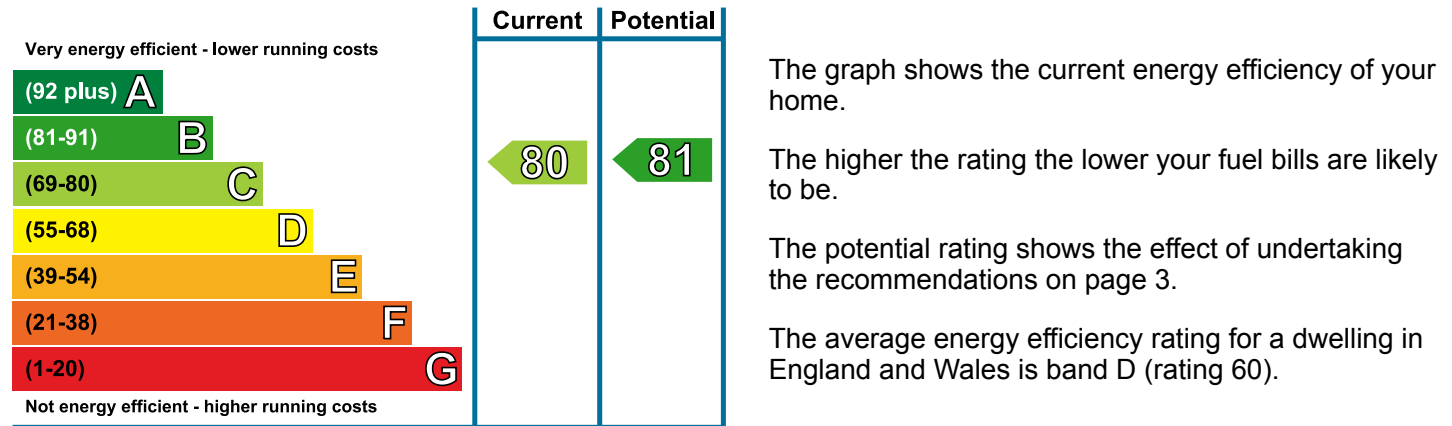 Current Potential
Very energy efficient - lower running costs
(92 plus) A
(81-91) B
(69-80) C
(55-68) D
(39-54) E
(21-38) F
(1-20) G
Not energy efficient - higher running costs
80 81
The graph shows the current energy efficiency of your
home.
The higher the rating the lower your fuel bills are likely
to be.
The potential rating shows the effect of undertaking
the recommendations on page 3.
The average energy efficiency rating for a dwelling in
England and Wales is band D (rating 60).